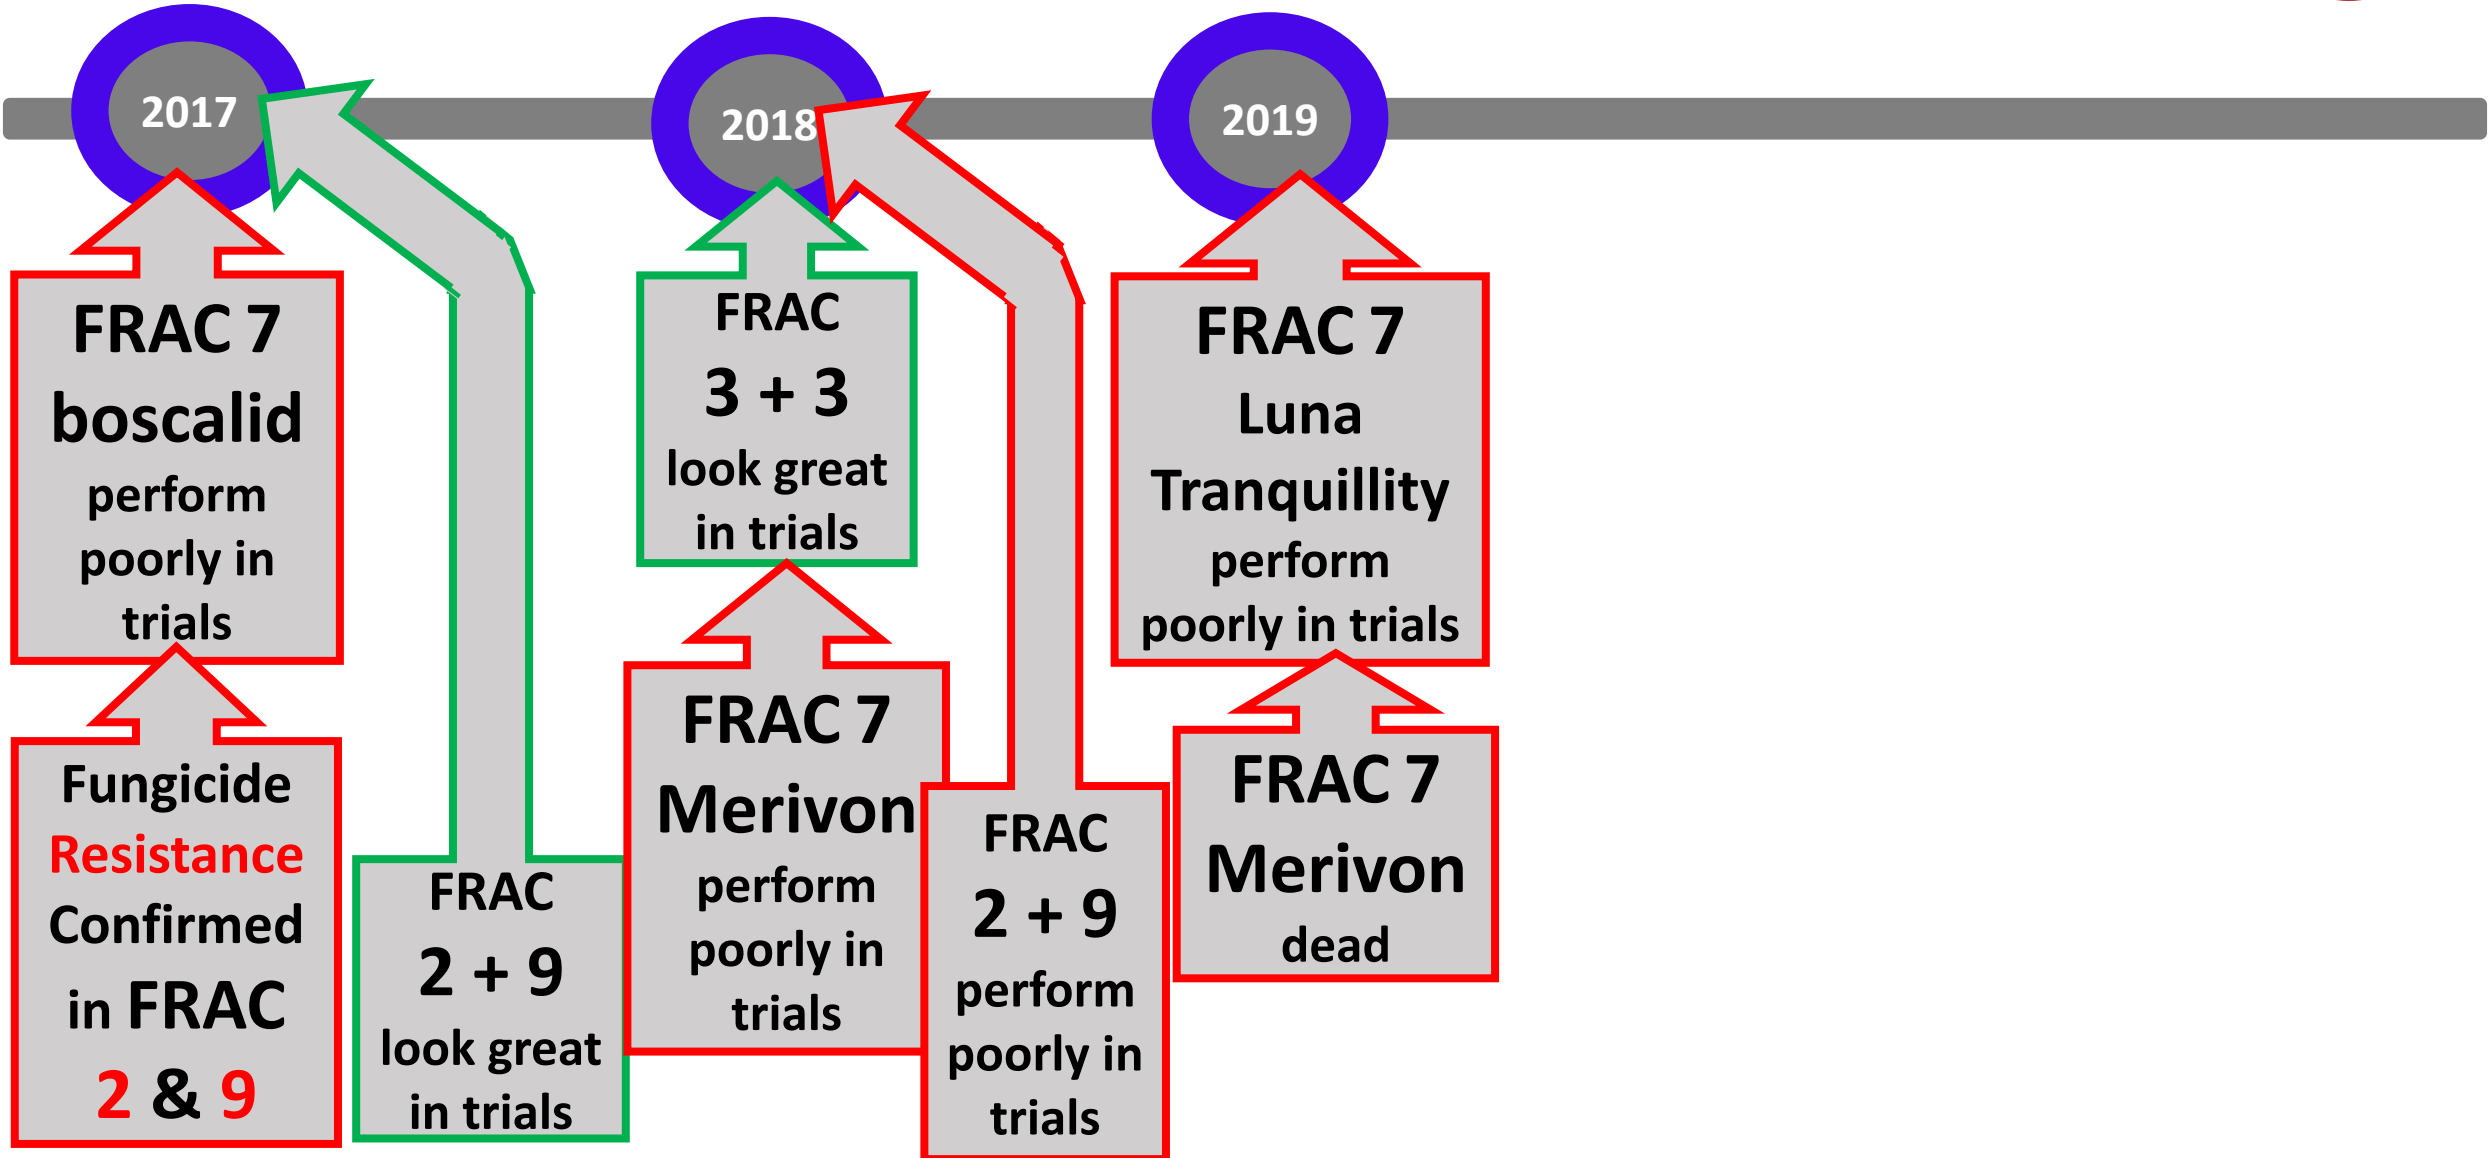 2017
2018
2019
FRAC 7
boscalid
perform
poorly in
trials
Fungicide
Resistance
Confirmed
in FRAC
2 & 9
FRAC
2 + 9
look great
in trials
FRAC
3 + 3
look great
in trials
FRAC 7
Merivon
perform
poorly in
trials
FRAC
2 + 9
perform
poorly in
trials
FRAC 7
Luna
Tranquillity
perform
poorly in trials
FRAC 7
Merivon
dead